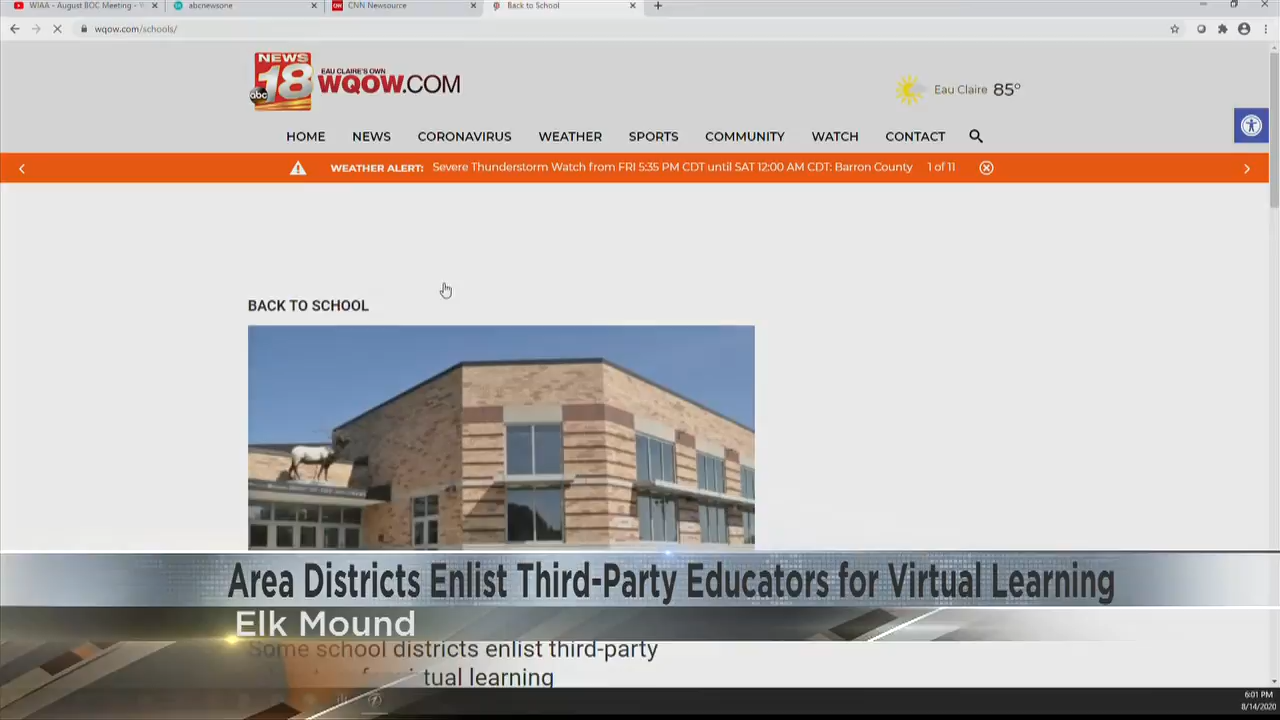 WIAA - August BOC Meeting -
abcnewsone
CNN Newsource
Back to School
wqow.com/schools/
NEWS
18
abc
EAU CLAIRE'S OWN
WQOW.COM
Eau Claire 85°
HOME NEWS CORONAVIRUS WEATHER SPORTS COMMUNITY WATCH CONTACT
WEATHER ALERT: Severe Thunderstorm Watch from FRI 5:35 PM CDT until SAT 12:00 AM CDT: Barron County 1 of 11
BACK TO SCHOOL
Area Districts Enlist Third-Party Educators for Virtual Learning
Elk Mound
Some school districts enlist third-party
tual learning
6:01 PM
8/14/2020